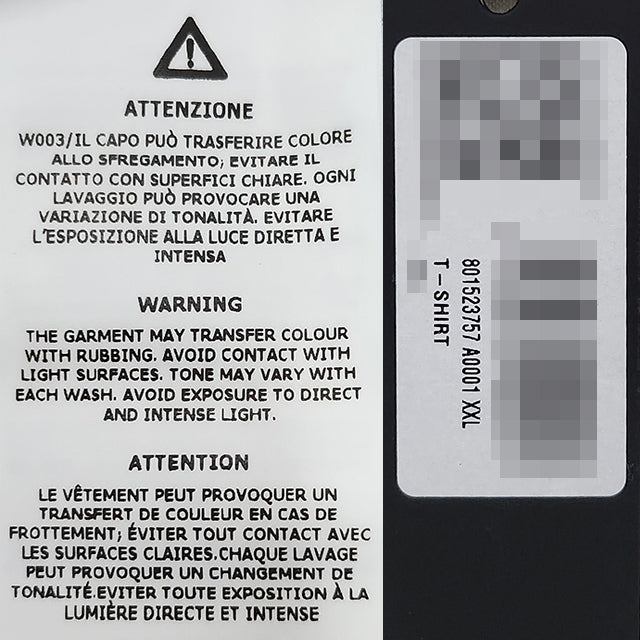 ATTENZIONE
W003/IL CAPO PUÒ TRASFERIRE COLORE
ALLO SFREGAMENTO; EVITARE IL
CONTATTO CON SUPERFICI CHIARE. OGNI
LAVAGGIO PUÒ PROVOCARE UNA
VARIAZIONE DI TONALITÀ. EVITARE
L'ESPOSIZIONE ALLA LUCE DIRETTA E
INTENSA
WARNING
THE GARMENT MAY TRANSFER COLOUR
WITH RUBBING. AVOID CONTACT WITH
LIGHT SURFACES. TONE MAY VARY WITH
EACH WASH. AVOID EXPOSURE TO DIRECT
AND INTENSE LIGHT.
ATTENTION
LE VÊTEMENT PEUT PROVOQUER UN
TRANSFERT DE COULEUR EN CAS DE
FROTTEMENT; ÉVITER TOUT CONTACT AVEC
LES SURFACES CLAIRES.CHAQUE LAVAGE
PEUT PROVOQUER UN CHANGEMENT DE
TONALITÉ.EVITER TOUTE EXPOSITION À LA
LUMIÈRE DIRECTE ET INTENSE
801523757 A0001 XXL
T-SHIRT